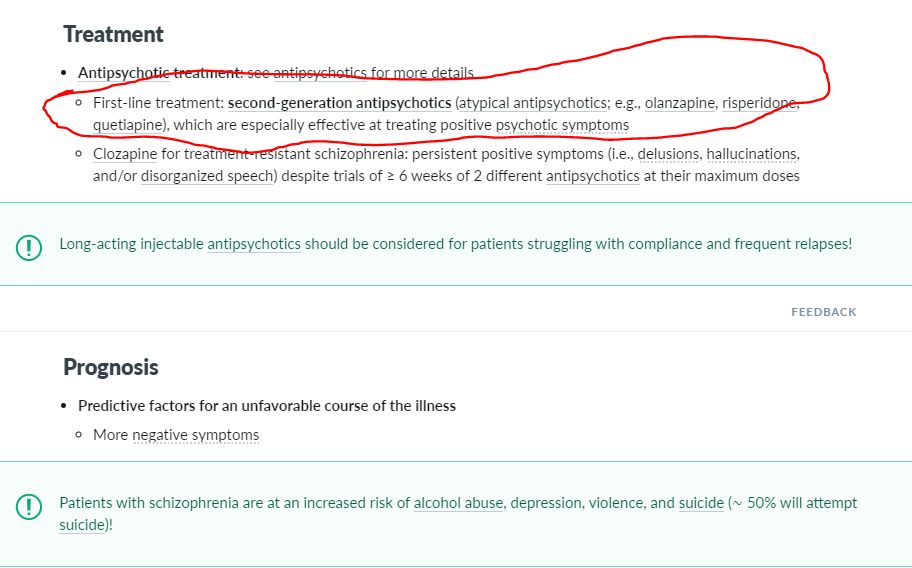 Treatment
• Antipsychotic treatment: see antipsychotics for more details
First-line treatment: second-generation antipsychotics (atypical antipsychotics; e.g., olanzapine, risperidone,
quetiapine), which are especially effective at treating positive psychotic symptoms
Clozapine for treatment-resistant schizophrenia: persistent positive symptoms (i.e., delusions, hallucinations,
and/or disorganized speech) despite trials of ≥ 6 weeks of 2 different antipsychotics at their maximum doses
Long-acting injectable antipsychotics should be considered for patients struggling with compliance and frequent relapses!
FEEDBACK
Prognosis
• Predictive factors for an unfavorable course of the illness
More negative symptoms
Patients with schizophrenia are at an increased risk of alcohol abuse, depression, violence, and suicide (~ 50% will attempt
suicide)!